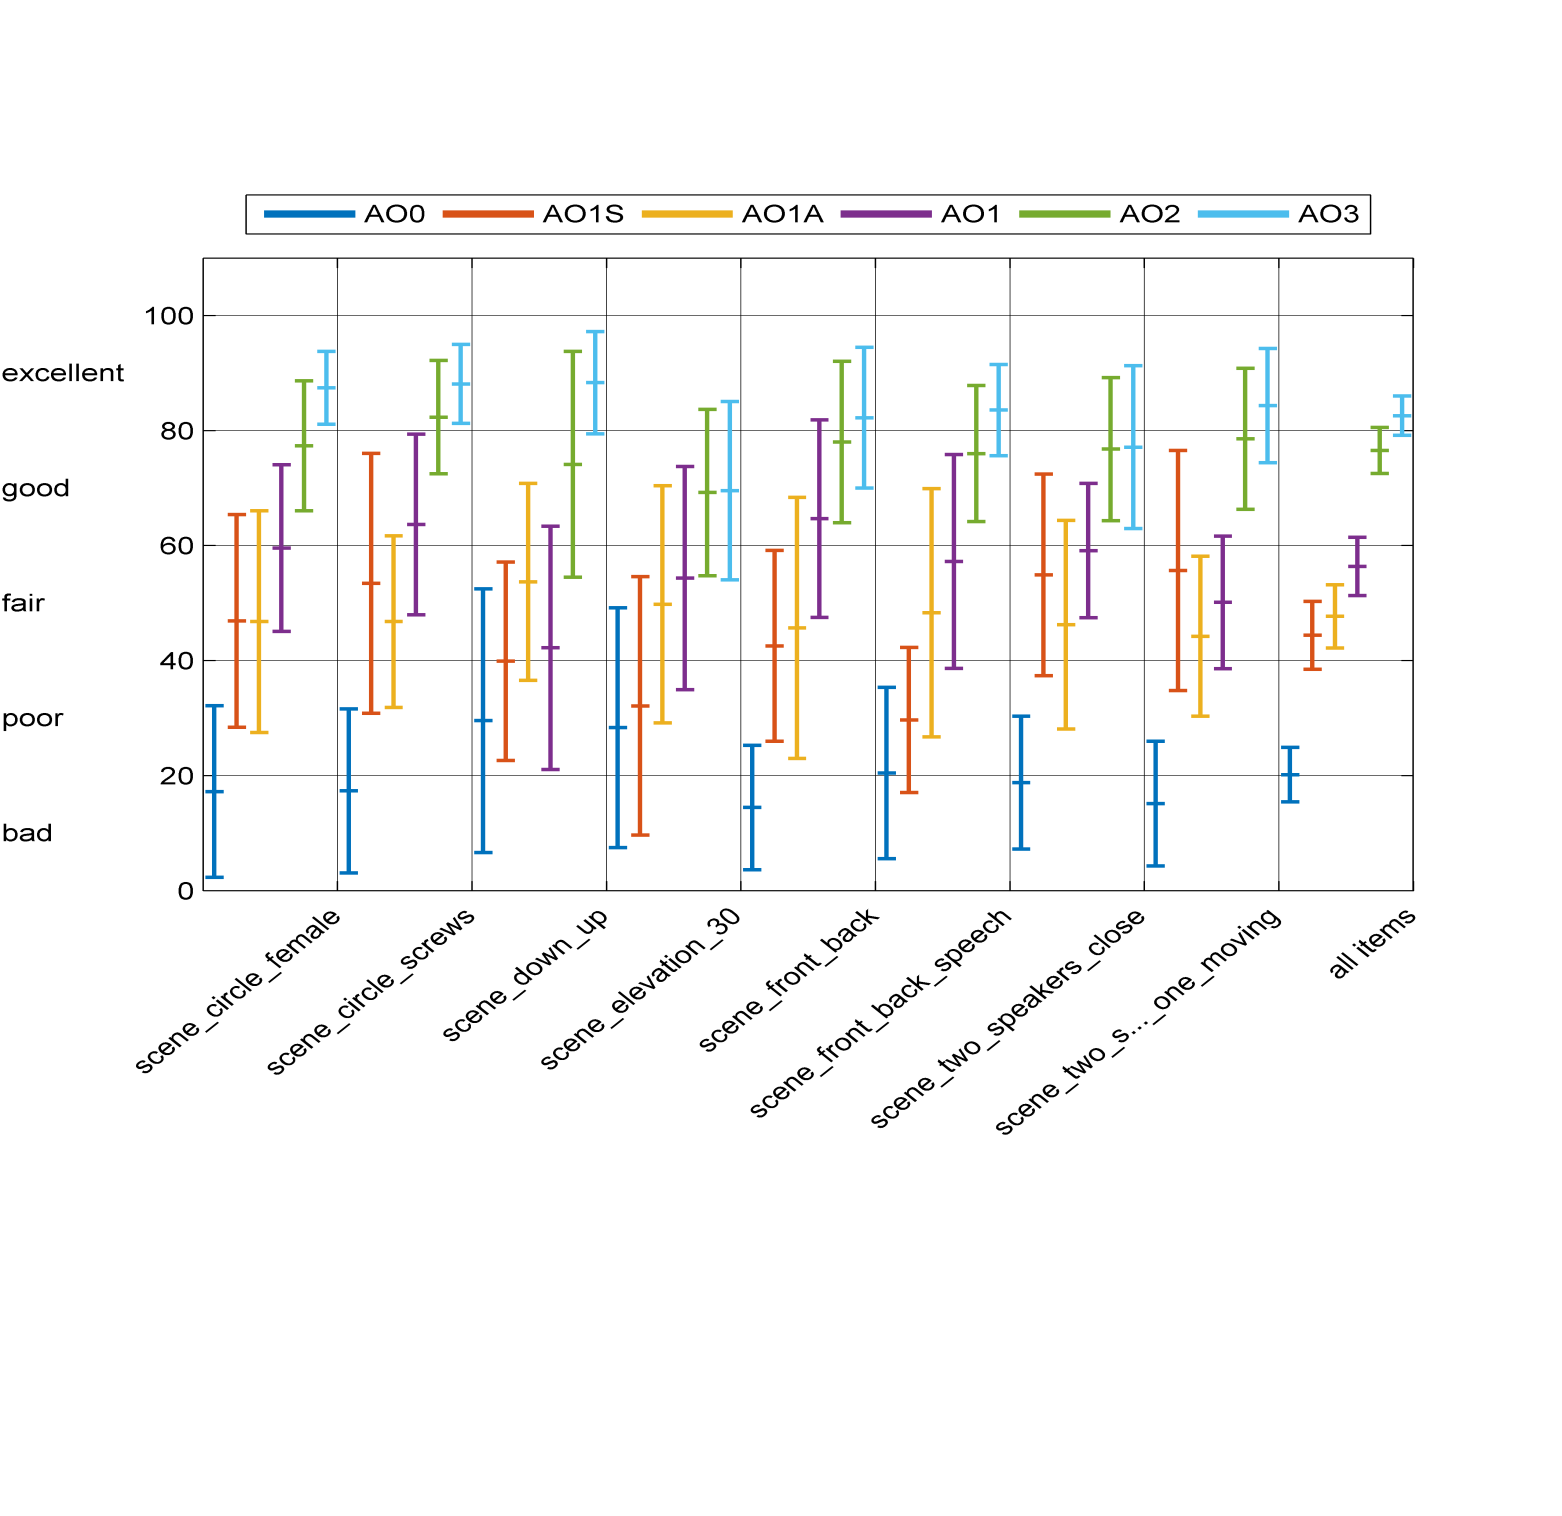 AO0 AO1S AO1A AO1 AO2 AO3
100
excellent
80
good
60
fair
40
poor
20
bad
0
scene_circle_female
scene_circle_screws
scene_down_up
scene_elevation_30
scene_front_back
scene_front_back_speech
scene_two_speakers_close
scene_two_s..._one_moving
all items